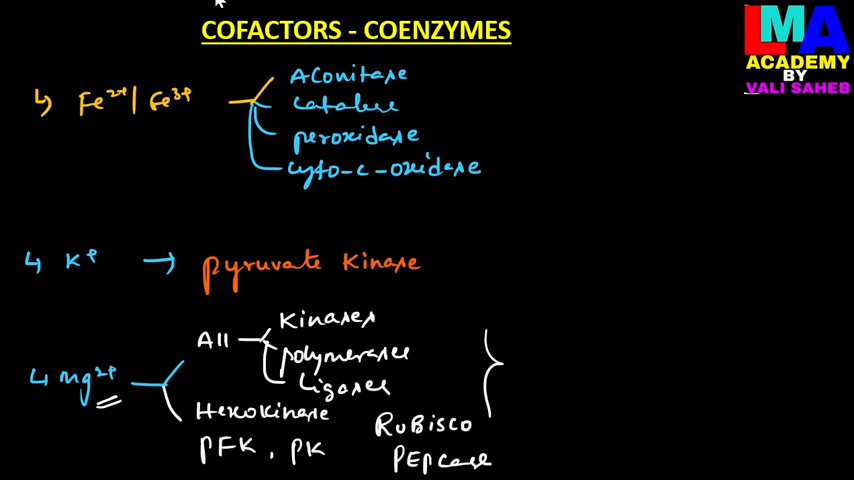 COFACTORS - COENZYMES
LMA
ACADEMY
BY
VALI SAHEB
↳ Fe²⁺ | Fe³⁺
Aconitase
catalase
peroxidase
cyto-c-oxidase
↳ K⁺ → pyruvate kinase
↳ mg²⁺
All
Kinases
polymerases
Ligases
Hexokinase
PFK, PK
RUBISCO
PEPcase